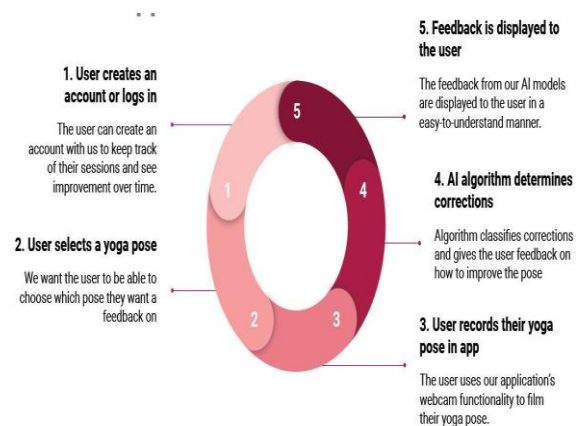 1. User creates an
account or logs in
The user can create an
account with us to keep track
of their sessions and see
improvement over time.
2. User selects a yoga pose
We want the user to be able to
choose which pose they want a
feedback on
3. User records their yoga
pose in app
The user uses our application's
webcam functionality to film
their yoga pose.
4. AI algorithm determines
corrections
Algorithm classifies corrections
and gives the user feedback on
how to improve the pose
5. Feedback is displayed to
the user
The feedback from our AI models
are displayed to the user in a
easy-to-understand manner.
1
2
3
4
5